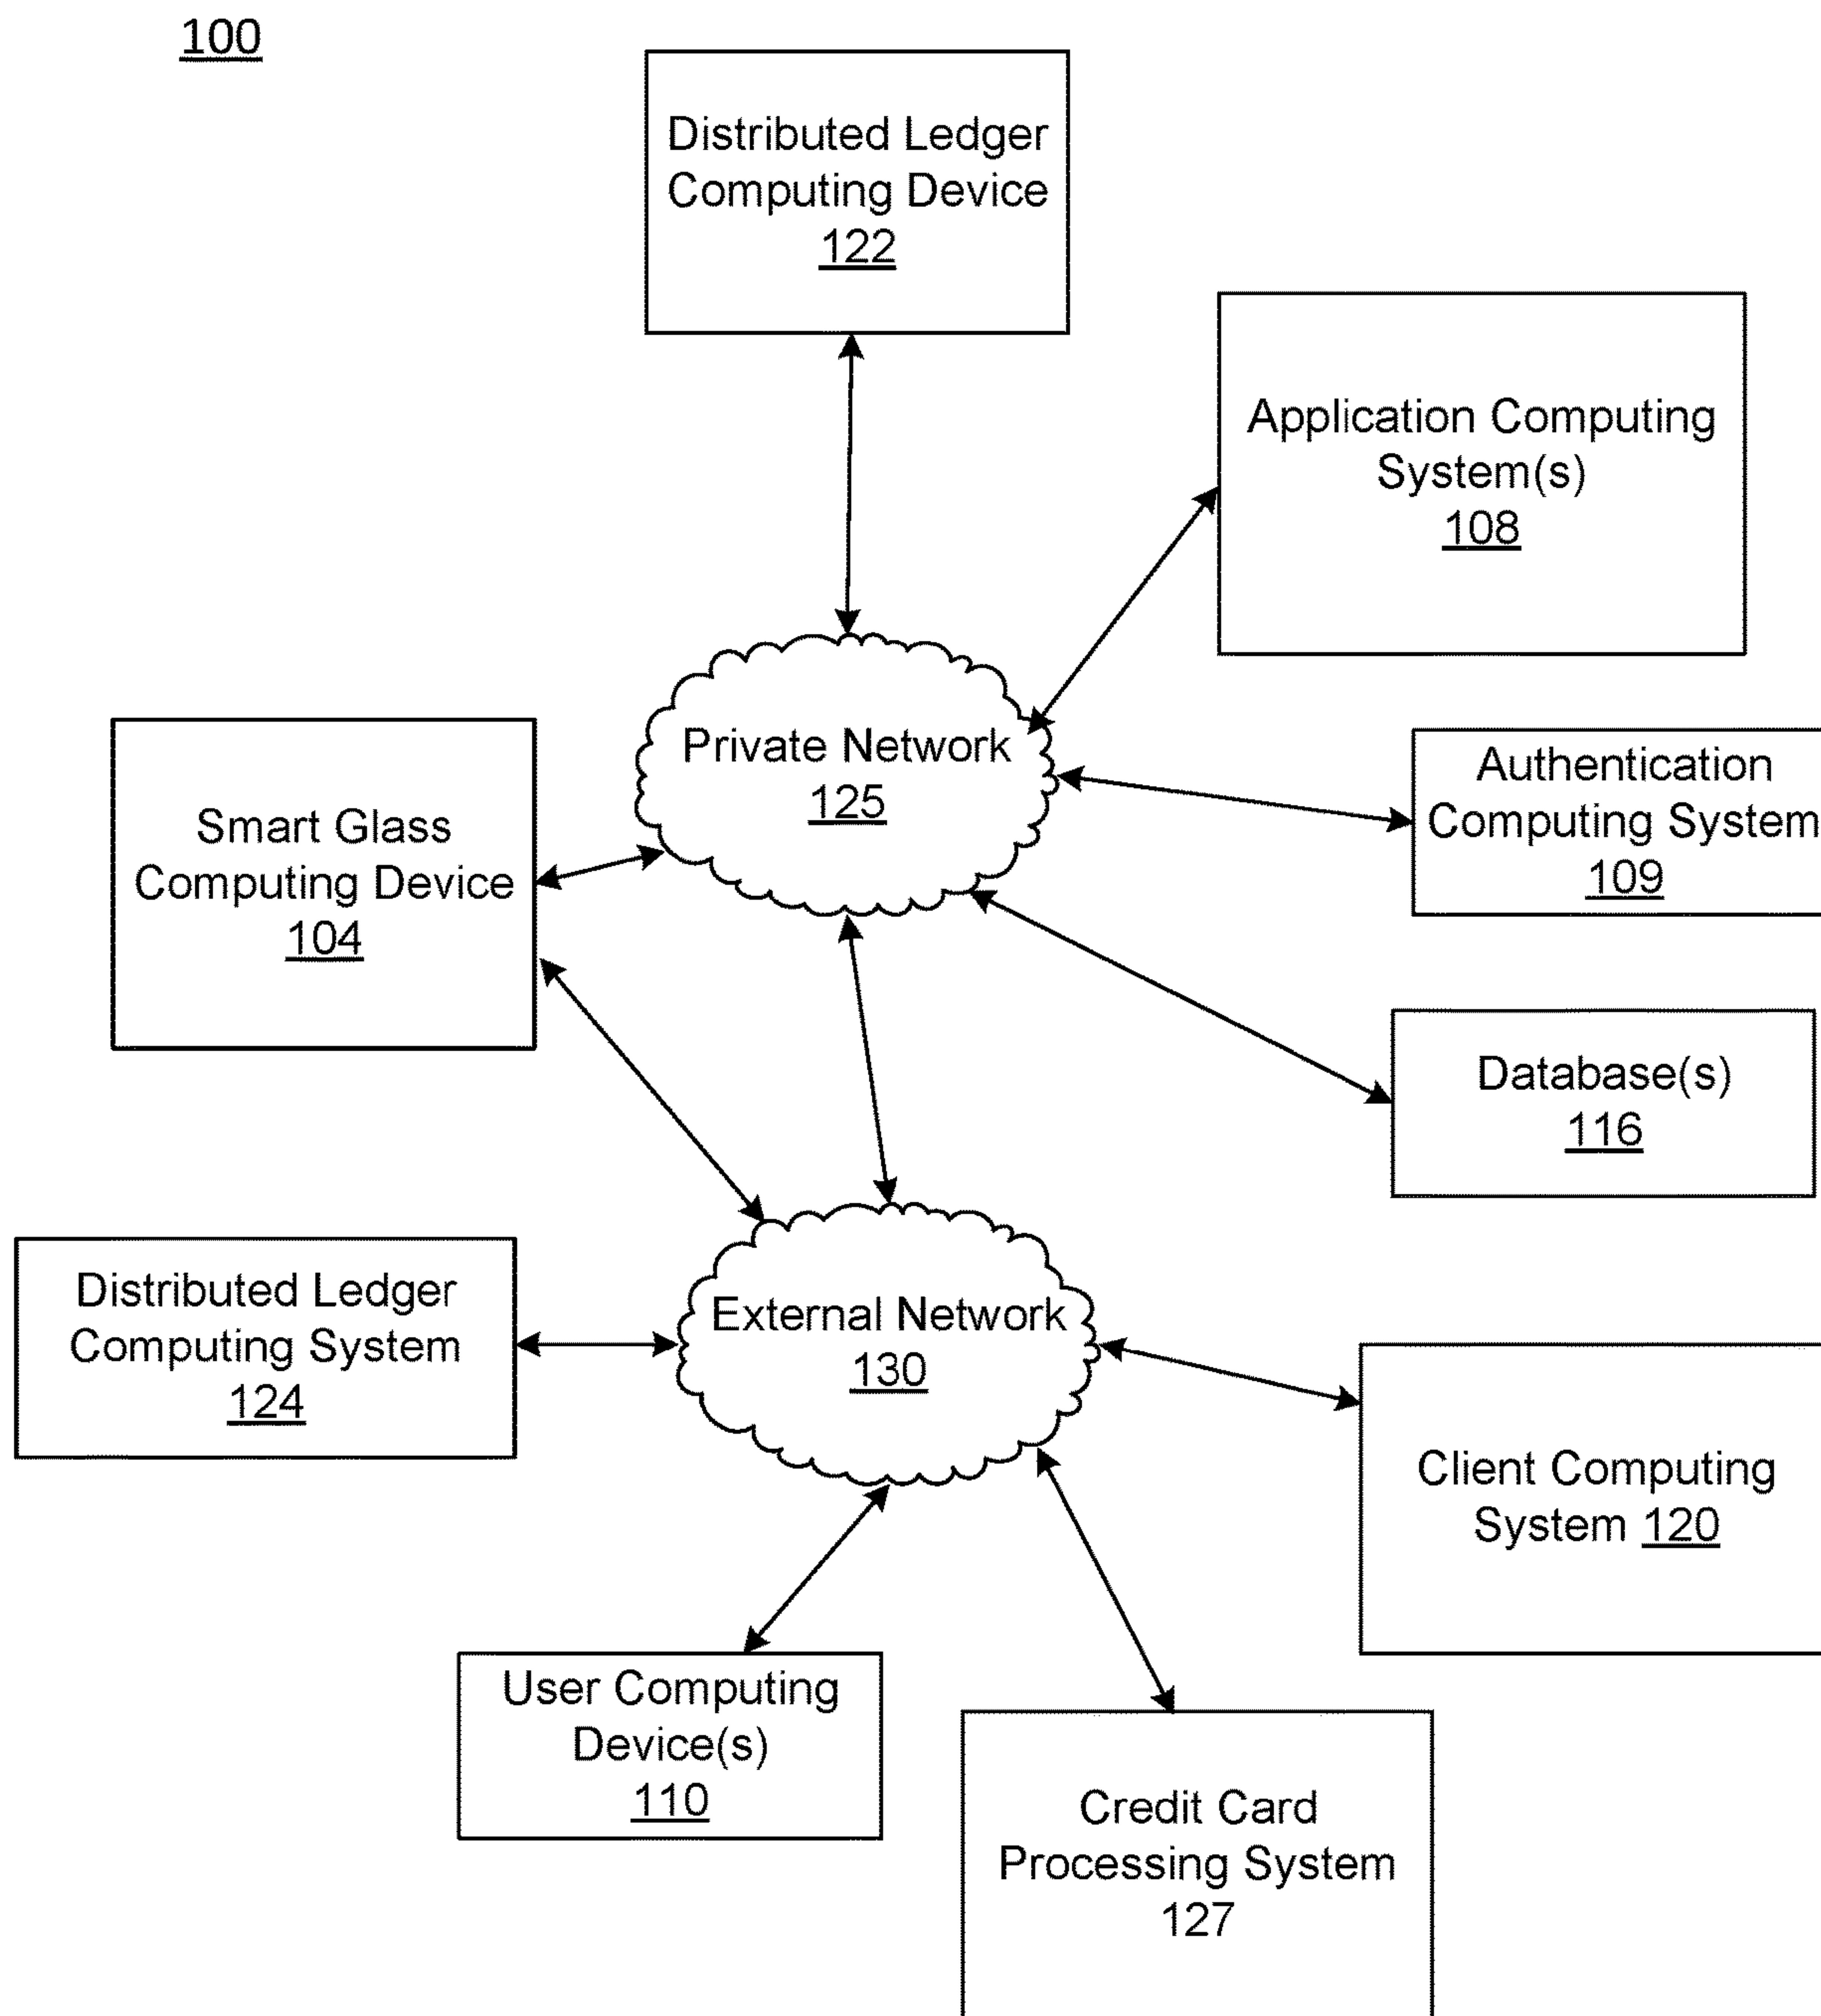 100
Distributed Ledger
Computing Device
122
Application Computing
System(s)
108
Private Network
125
Authentication
Computing System
109
Smart Glass
Computing Device
104
Database(s)
116
Distributed Ledger
Computing System
124
External Network
130
Client Computing
System 120
User Computing
Device(s)
110
Credit Card
Processing System
127